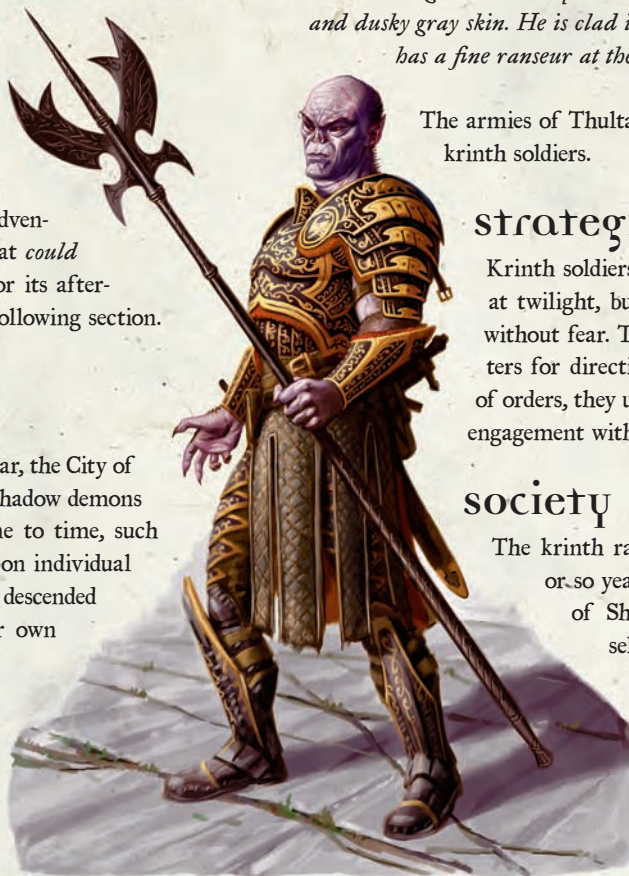 and dusky gray skin. He is clad i
has a fine ranseur at the
The armies of Thulta
krinth soldiers.
dven-
at could
or its after-
ollowing section.
strateg
Krinth soldiers
at twilight, bu
without fear. T
ters for directi
of orders, they u
engagement with
ar, the City of
hadow demons
ne to time, such
on individual
descended
r own
society
The krinth ra
or so yea
of Sh
sel